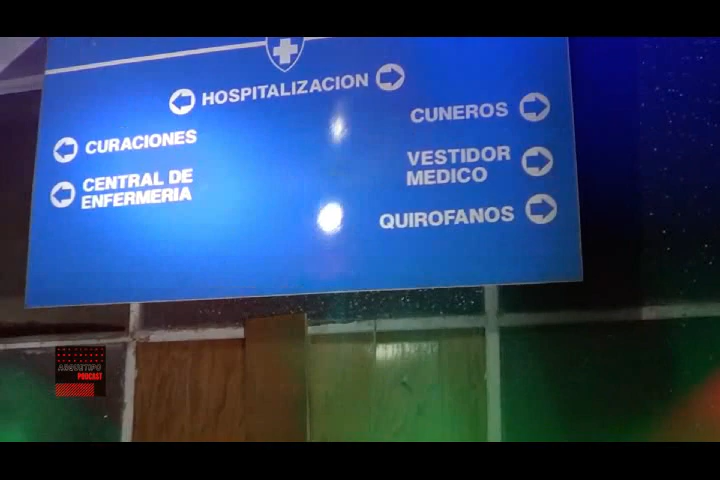 HOSPITALIZACION
CURACIONES
CENTRAL DE
ENFERMERIA
CUNEROS
VESTIDOR
MEDICO
QUIROFANOS
ARQUETIPO
PODCAST